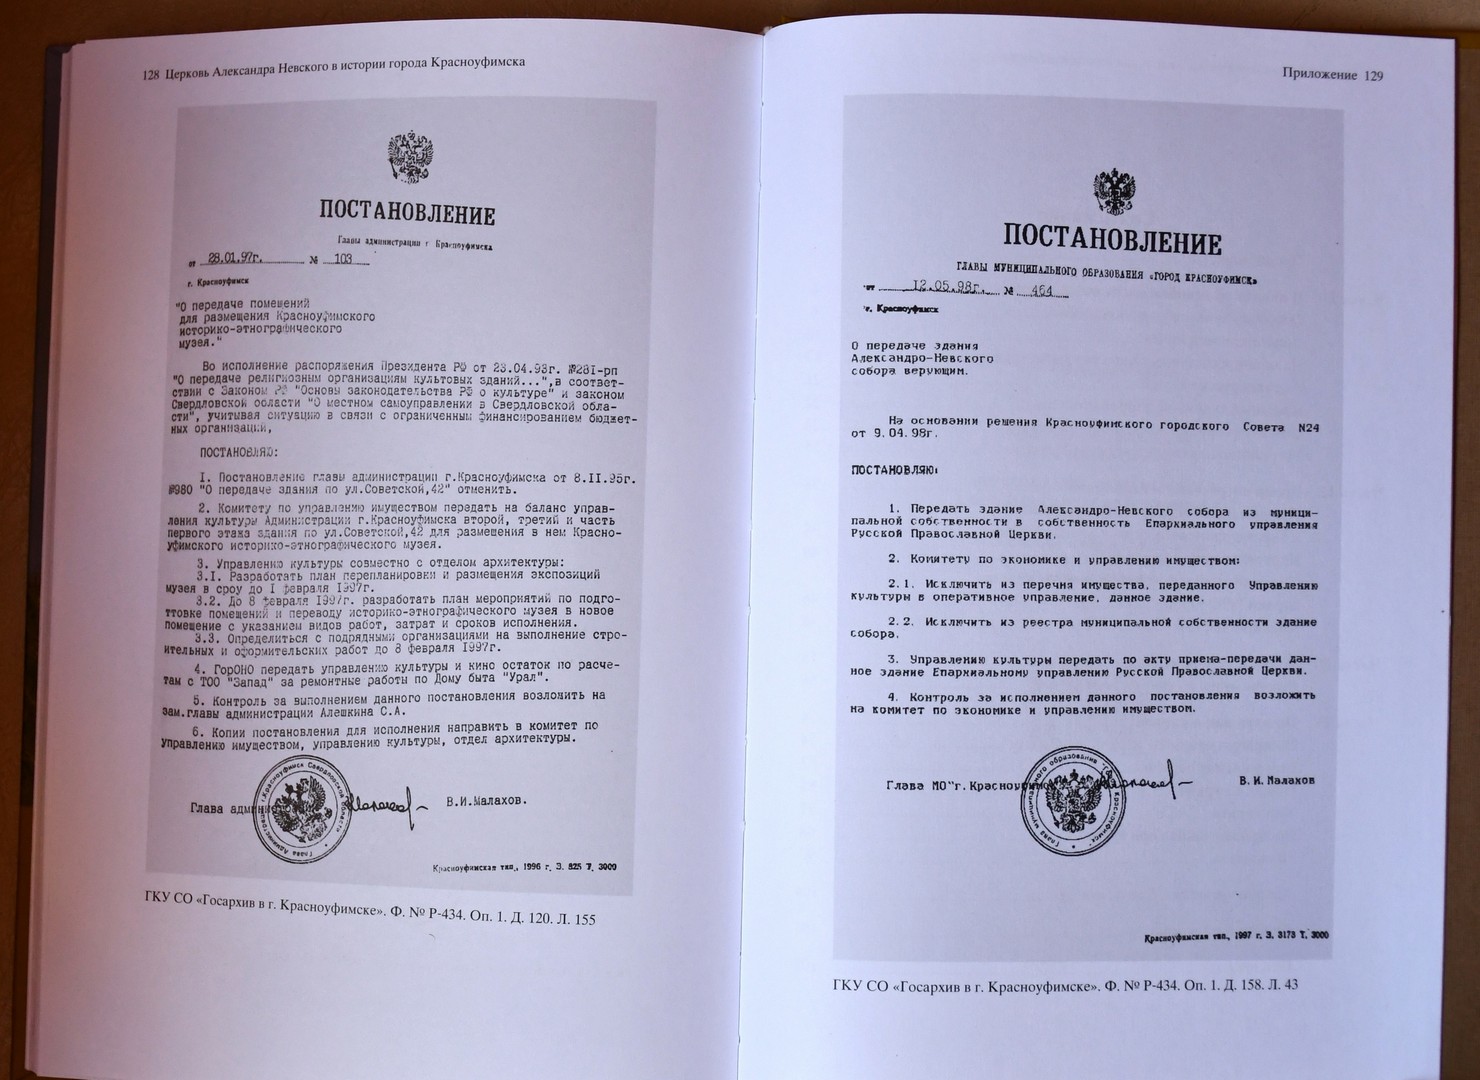 128 Церковь Александра Невского в истории города Красноуфимска
ПОСТАНОВЛЕНИЕ
Главы администрации г Красноуфимска
от 28.01.97г. № 103
г. Красноуфимск
"О передаче помещений
для размещения Красноуфимского
историко-этнографического
музея."
Во исполнение распоряжения Президента РФ от 23.04.93г. №281-рп
"О передаче религиозным организациям культовых зданий...",в соответ-
ствии с Законом РФ "Основы законодательства РФ о культуре" и законом
Свердловской области "О местном самоуправлении в Свердловской обла-
сти", учитывая ситуацию в связи с ограниченным финансированием бюджет-
ных организаций,
ПОСТАНОВЛЯЮ:
I. Постановление главы администрации г.Красноуфимска от 8.II.95г.
№980 "О передаче здания по ул.Советской,42" отменить.
2. Комитету по управлению имуществом передать на баланс управ-
ления культуры Администрации г.Красноуфимска второй, третий и часть
первого этажа здания по ул.Советской,42 для размещения в нем Красно-
уфимского историко-этнографического музея.
3. Управлению культуры совместно с отделом архитектуры:
3.I. Разработать план перепланировки и размещения экспозиций
музея в сроу до I февраля I997г.
3.2. До 8 февраля I997г. разработать план мероприятий по подго-
товке помещений и переводу историко-этнографического музея в новое
помещение с указанием видов работ, затрат и сроков исполнения.
3.3. Определиться с подрядными организациями на выполнение стро-
ительных и оформительских работ до 8 февраля I997г.
4. ГорОНО передать управлению культуры и кино остаток по расче-
там с ТОО "Запад" за ремонтные работы по Дому быта "Урал".
5. Контроль за выполнением данного постановления возложить на
зам.главы администрации Алешкина С.А.
6. Копии постановления для исполнения направить в комитет по
управлению имуществом, управлению культуры, отдел архитектуры.
Глава В.И.Малахов.
Красноуфимская тип., 1996 г. З. 825 Т. 3000
ГКУ СО «Госархив в г. Красноуфимске». Ф. № Р-434. Оп. 1. Д. 120. Л. 155
Приложение 129
ПОСТАНОВЛЕНИЕ
ГЛАВЫ МУНИЦИПАЛЬНОГО ОБРАЗОВАНИЯ «ГОРОД КРАСНОУФИМСК»
от 12.05.98г. № 464
г. Красноуфимск
О передаче здания
Александро-Невского
собора верующим.
На основании решения Красноуфимского городского Совета N24
от 9.04.98г.
ПОСТАНОВЛЯЮ:
1. Передать здание Александро-Невского собора из муници-
пальной собственности в собственность Епархиального управления
Русской Православной Церкви.
2. Комитету по экономике и управлению имуществом:
2.1. Исключить из перечня имущества, переданного Управлению
культуры в оперативное управление, данное здание.
2.2. Исключить из реестра муниципальной собственности здание
собора.
3. Управлению культуры передать по акту приема-передачи дан-
ное здание Епархиальному управлению Русской Православной Церкви.
4. Контроль за исполнением данного постановления возложить
на комитет по экономике и управлению имуществом.
Глава МО"г.Красноуфимск В.И.Малахов
Красноуфимская тип., 1997 г. З. 3173 Т. 3000
ГКУ СО «Госархив в г. Красноуфимске». Ф. № Р-434. Оп. 1. Д. 158. Л. 43